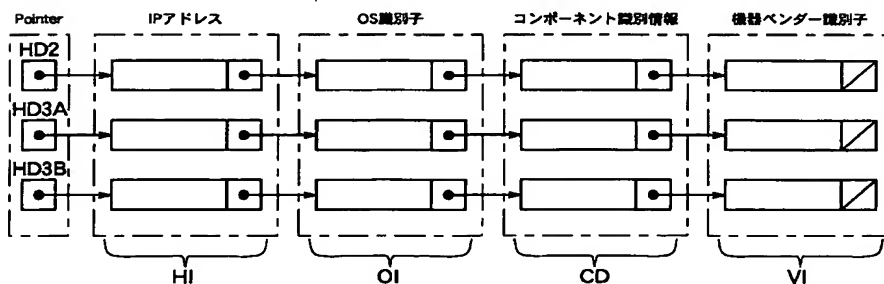 Pointer
IPアドレス
OS識別子
コンポーネント識別情報
機器ベンダー識別子
HD2
HD3A
HD3B
HI
OI
CD
VI